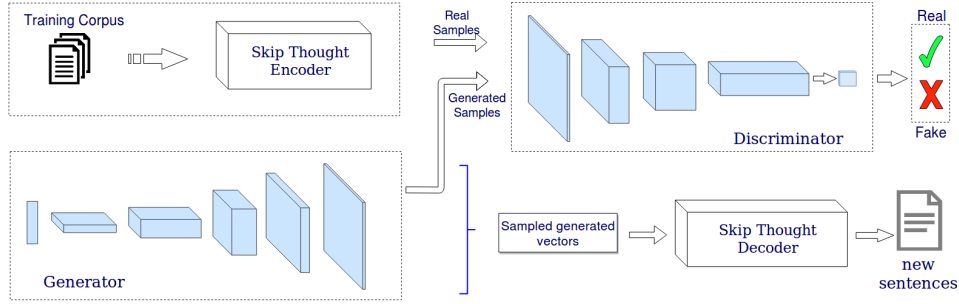 Training Corpus
Skip Thought
Encoder
Real
Samples
Generated
Samples
Discriminator
Real
Fake
Generator
Sampled generated
vectors
Skip Thought
Decoder
new
sentences